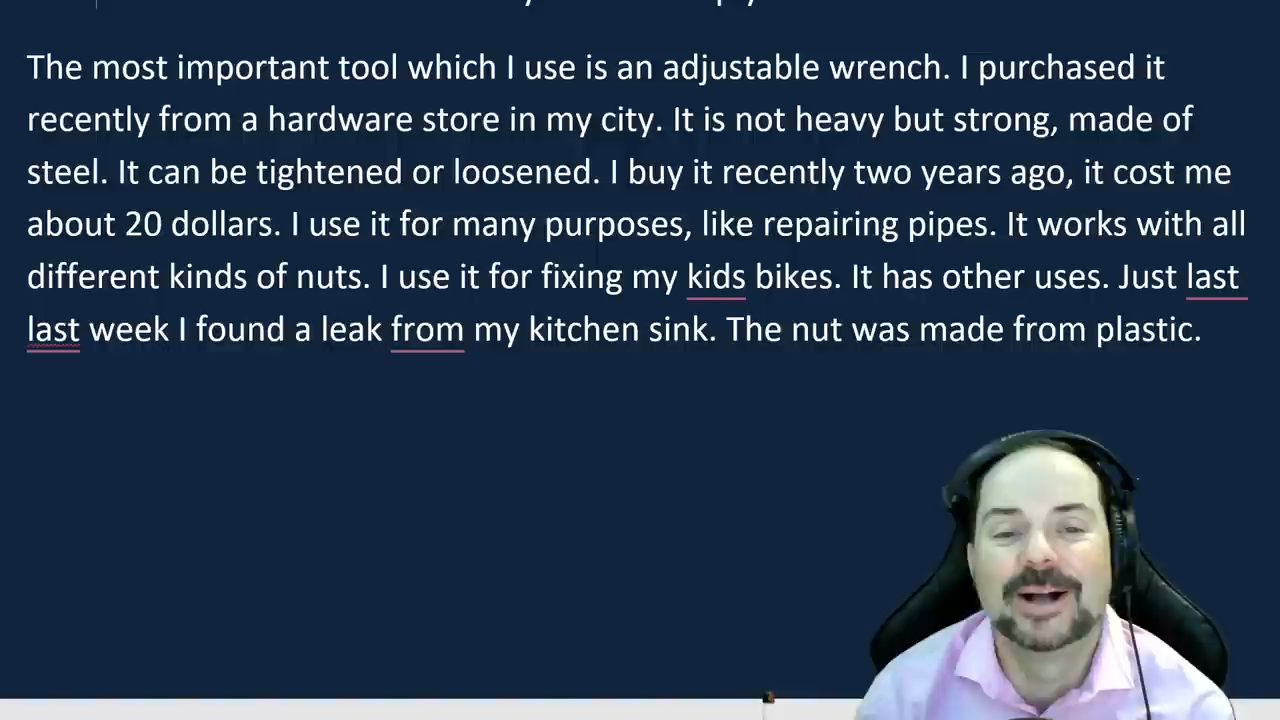 The most important tool which I use is an adjustable wrench. I purchased it
recently from a hardware store in my city. It is not heavy but strong, made of
steel. It can be tightened or loosened. I buy it recently two years ago, it cost me
about 20 dollars. I use it for many purposes, like repairing pipes. It works with all
different kinds of nuts. I use it for fixing my kids bikes. It has other uses. Just last
last week I found a leak from my kitchen sink. The nut was made from plastic.